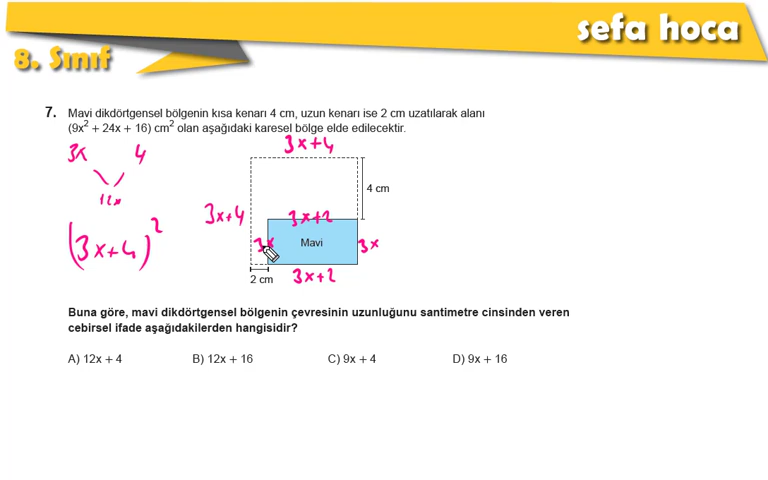 sefa hoca
8. Sınıf
7. Mavi dikdörtgensel bölgenin kısa kenarı 4 cm, uzun kenarı ise 2 cm uzatılarak alanı
(9x² + 24x + 16) cm² olan aşağıdaki karesel bölge elde edilecektir.
3x 4
12x
(3x+4)²
3x+4
4 cm
3x+4
3x+2
3x
Mavi
3x
2 cm
3x+2
Buna göre, mavi dikdörtgensel bölgenin çevresinin uzunluğunu santimetre cinsinden veren
cebirsel ifade aşağıdakilerden hangisidir?
A) 12x + 4 B) 12x + 16 C) 9x + 4 D) 9x + 16